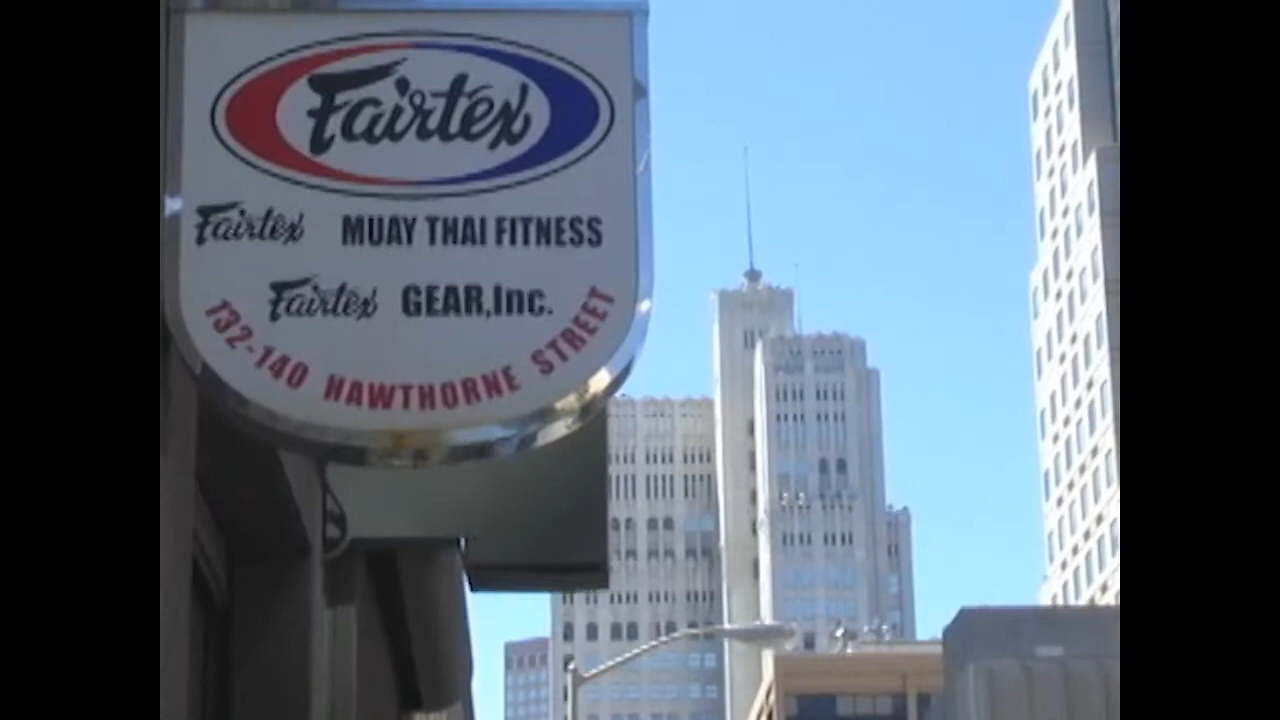 Fairtex
Fairtex MUAY THAI FITNESS
Fairtex GEAR,Inc.
132-140 HAWTHORNE STREET